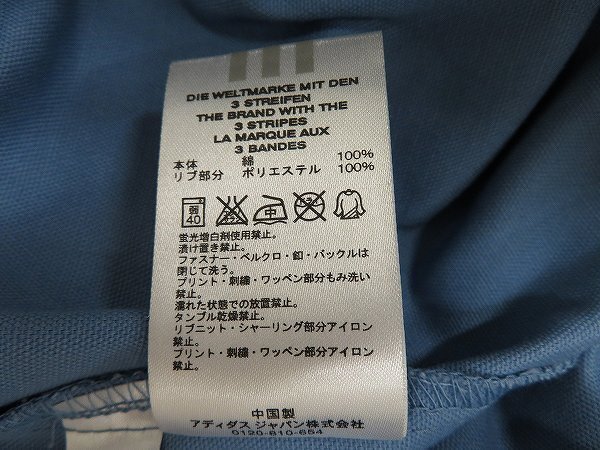 DIE WELTMARKE MIT DEN
3 STREIFEN
THE BRAND WITH THE
3 STRIPES
LA MARQUE AUX
3 BANDES
本体 綿 100%
リブ部分 ポリエステル 100%
弱 40 中
蛍光増白剤使用禁止。
漬け置き禁止。
ファスナー・ベルクロ・釦・バックルは
閉じて洗う。
プリント・刺繍・ワッペン部分もみ洗い
禁止。
濡れた状態での放置禁止。
タンブル乾燥禁止。
リブニット・シャーリング部分アイロン
禁止。
プリント・刺繍・ワッペン部分アイロン
禁止。
中国製
アディダス ジャパン株式会社
0120-810-654